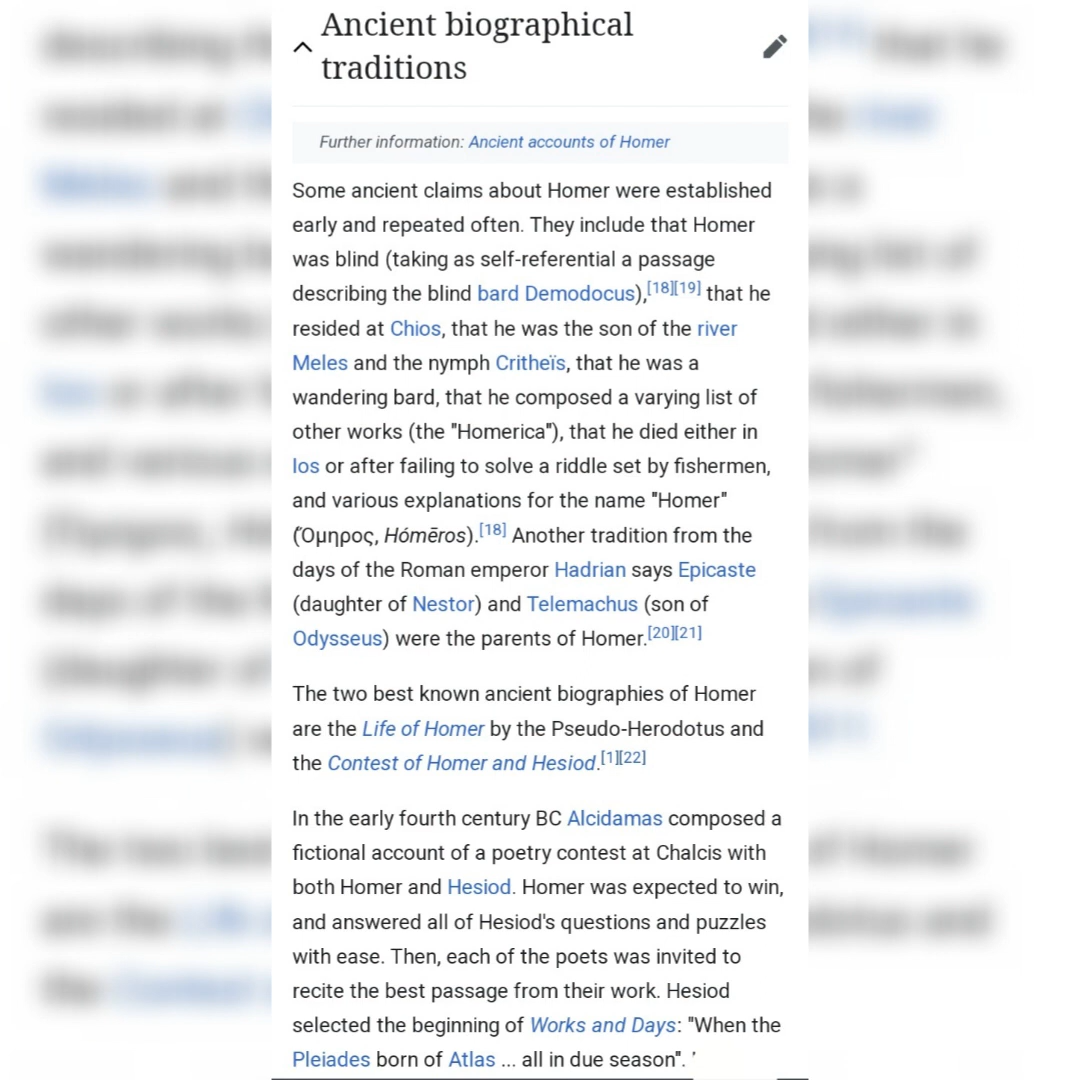 Ancient biographical
traditions
Further information: Ancient accounts of Homer
Some ancient claims about Homer were established
early and repeated often. They include that Homer
was blind (taking as self-referential a passage
describing the blind bard Demodocus),[18][19] that he
resided at Chios, that he was the son of the river
Meles and the nymph Critheïs, that he was a
wandering bard, that he composed a varying list of
other works (the "Homerica"), that he died either in
Ios or after failing to solve a riddle set by fishermen,
and various explanations for the name "Homer"
(Ὅμηρος, Hómēros).[18] Another tradition from the
days of the Roman emperor Hadrian says Epicaste
(daughter of Nestor) and Telemachus (son of
Odysseus) were the parents of Homer.[20][21]
The two best known ancient biographies of Homer
are the Life of Homer by the Pseudo-Herodotus and
the Contest of Homer and Hesiod.[1][22]
In the early fourth century BC Alcidamas composed a
fictional account of a poetry contest at Chalcis with
both Homer and Hesiod. Homer was expected to win,
and answered all of Hesiod's questions and puzzles
with ease. Then, each of the poets was invited to
recite the best passage from their work. Hesiod
selected the beginning of Works and Days: "When the
Pleiades born of Atlas ... all in due season". '